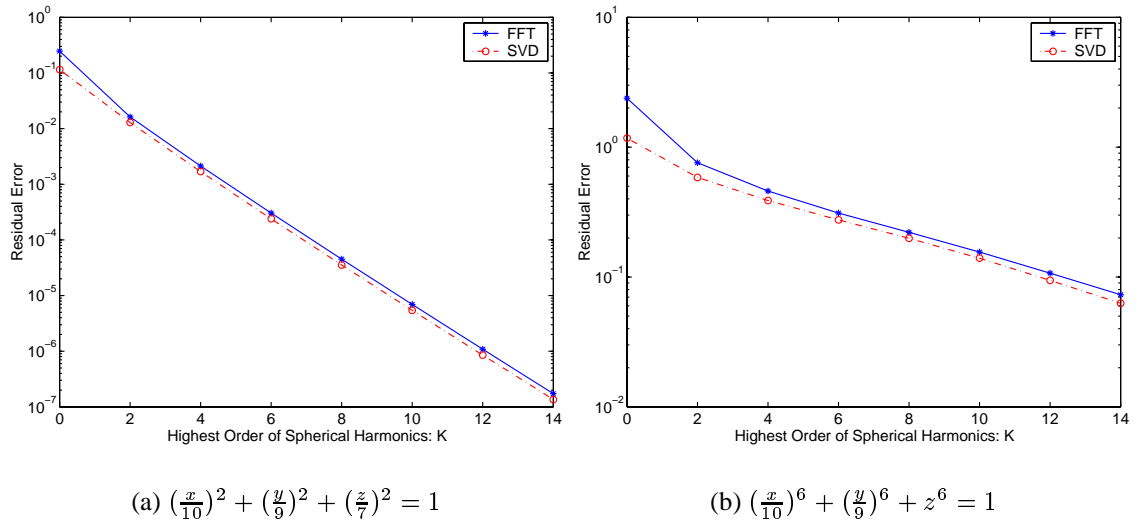 10^0
10^-1
10^-2
10^-3
10^-4
10^-5
10^-6
10^-7
Residual Error
FFT
SVD
0 2 4 6 8 10 12 14
Highest Order of Spherical Harmonics: K
(a) (x/10)^2 + (y/9)^2 + (z/7)^2 = 1
10^1
10^0
10^-1
10^-2
Residual Error
FFT
SVD
0 2 4 6 8 10 12 14
Highest Order of Spherical Harmonics: K
(b) (x/10)^6 + (y/9)^6 + z^6 = 1